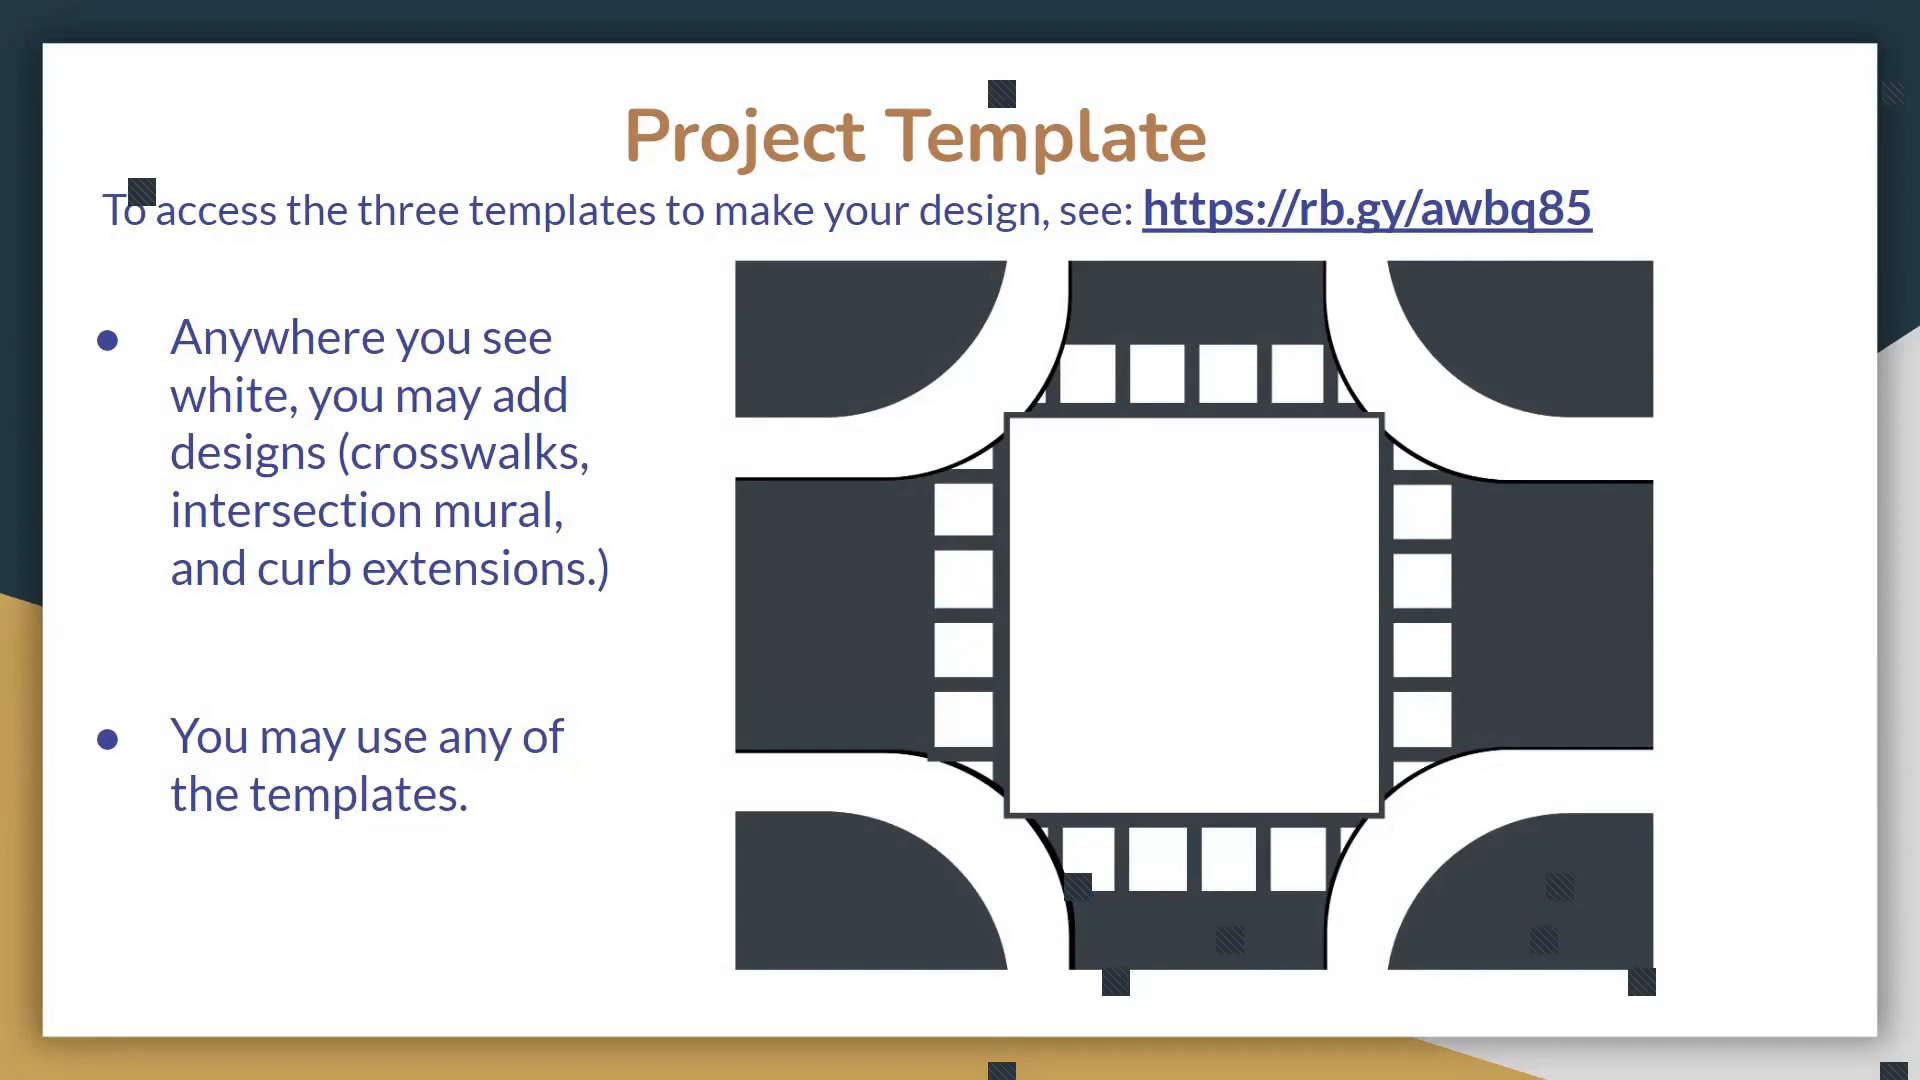 Project Template
To access the three templates to make your design, see: https://rb.gy/awbq85
● Anywhere you see
white, you may add
designs (crosswalks,
intersection mural,
and curb extensions.)
● You may use any of
the templates.